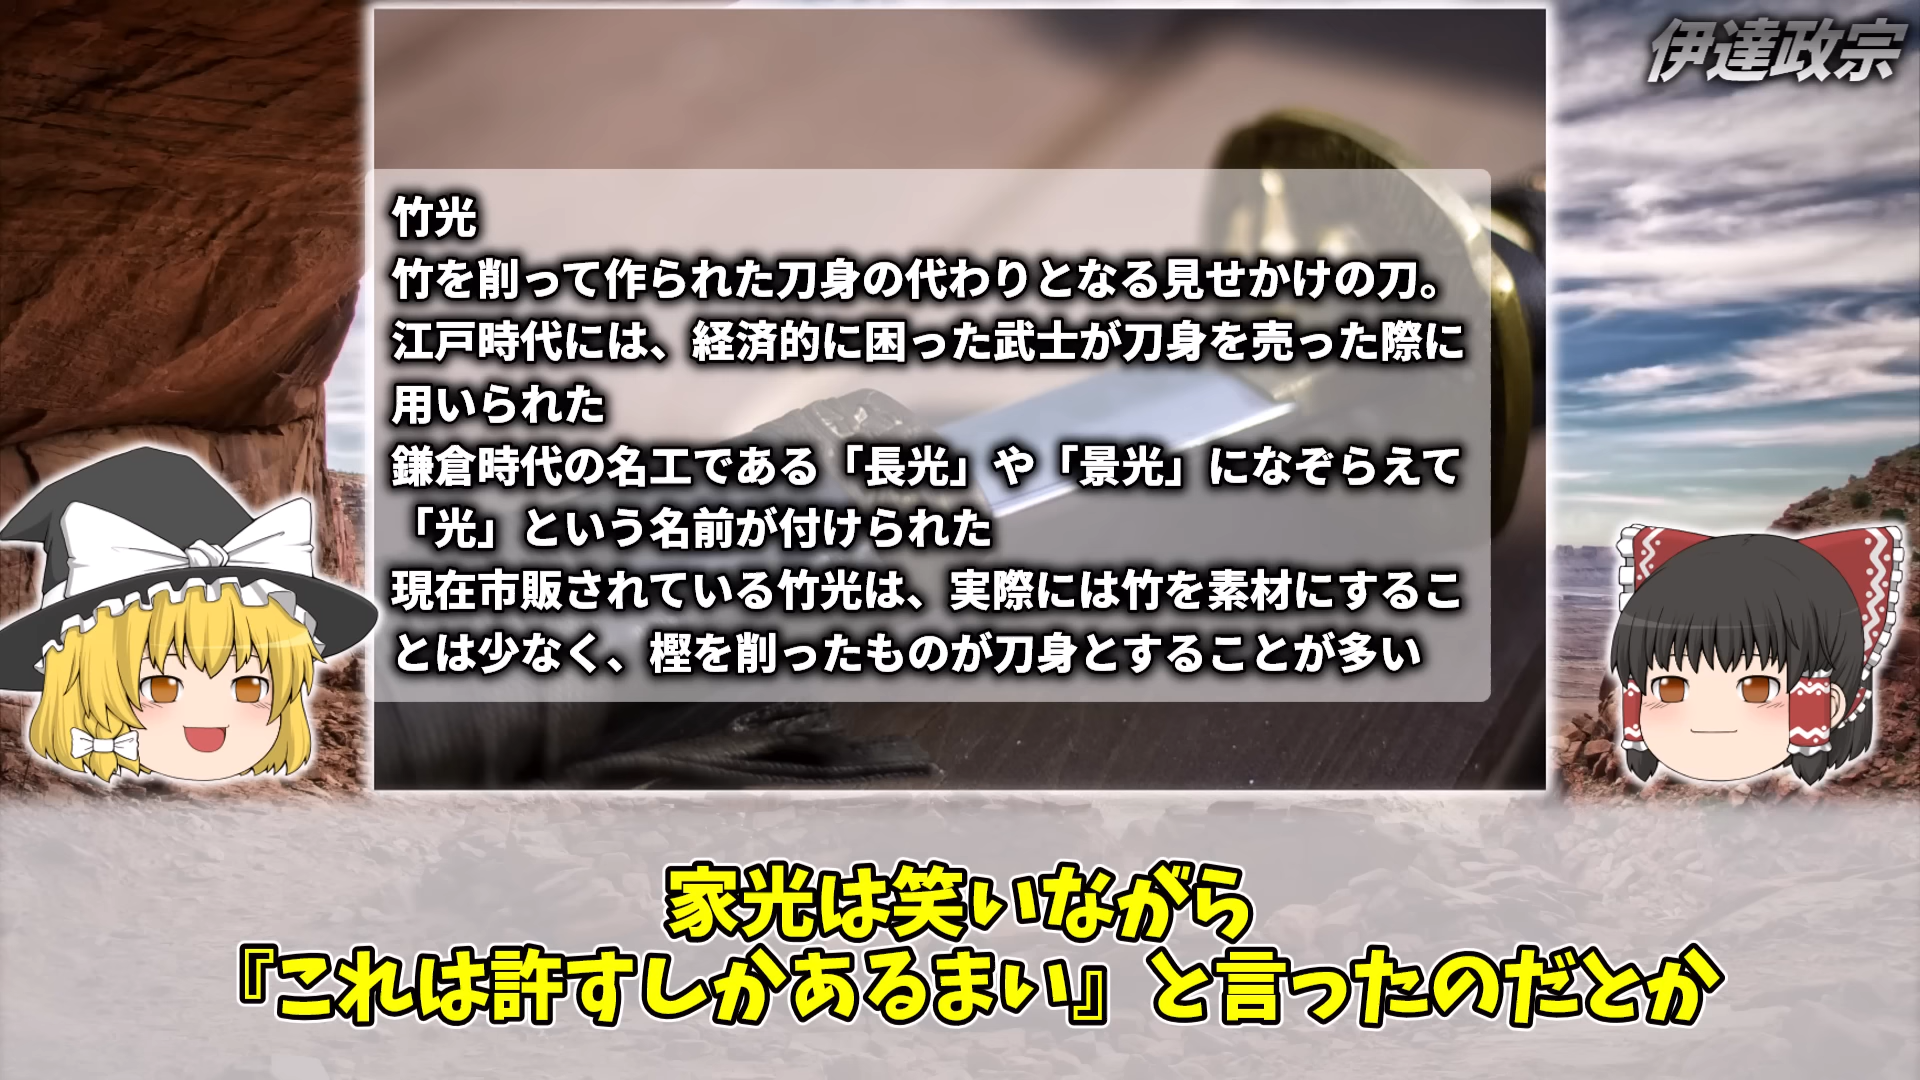 伊達政宗
竹光
竹を削って作られた刀身の代わりとなる見せかけの刀。
江戸時代には、経済的に困った武士が刀身を売った際に
用いられた
鎌倉時代の名工である「長光」や「景光」になぞらえて
「光」という名前が付けられた
現在市販されている竹光は、実際には竹を素材にするこ
とは少なく、樫を削ったものが刀身とすることが多い
家光は笑いながら
『これは許すしかあるまい』と言ったのだとか